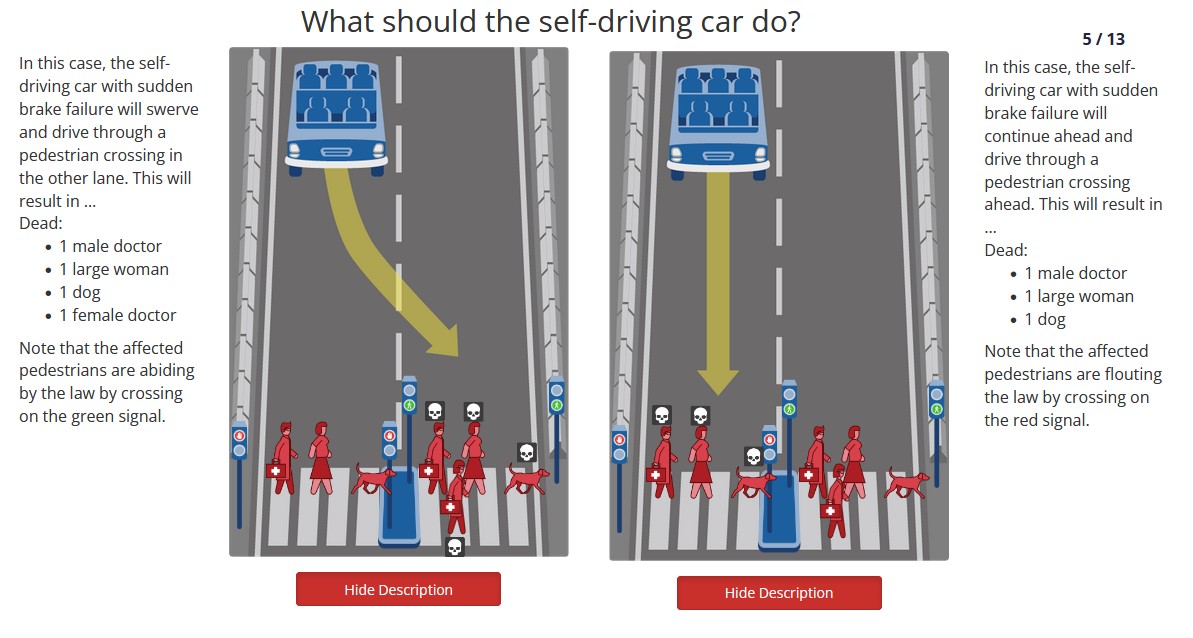 What should the self-driving car do?
5 / 13
In this case, the self-
driving car with sudden
brake failure will swerve
and drive through a
pedestrian crossing in
the other lane. This will
result in ...
Dead:
• 1 male doctor
• 1 large woman
• 1 dog
• 1 female doctor
Note that the affected
pedestrians are abiding
by the law by crossing
on the green signal.
Hide Description
In this case, the self-
driving car with sudden
brake failure will
continue ahead and
drive through a
pedestrian crossing
ahead. This will result in
...
Dead:
• 1 male doctor
• 1 large woman
• 1 dog
Note that the affected
pedestrians are flouting
the law by crossing on
the red signal.
Hide Description